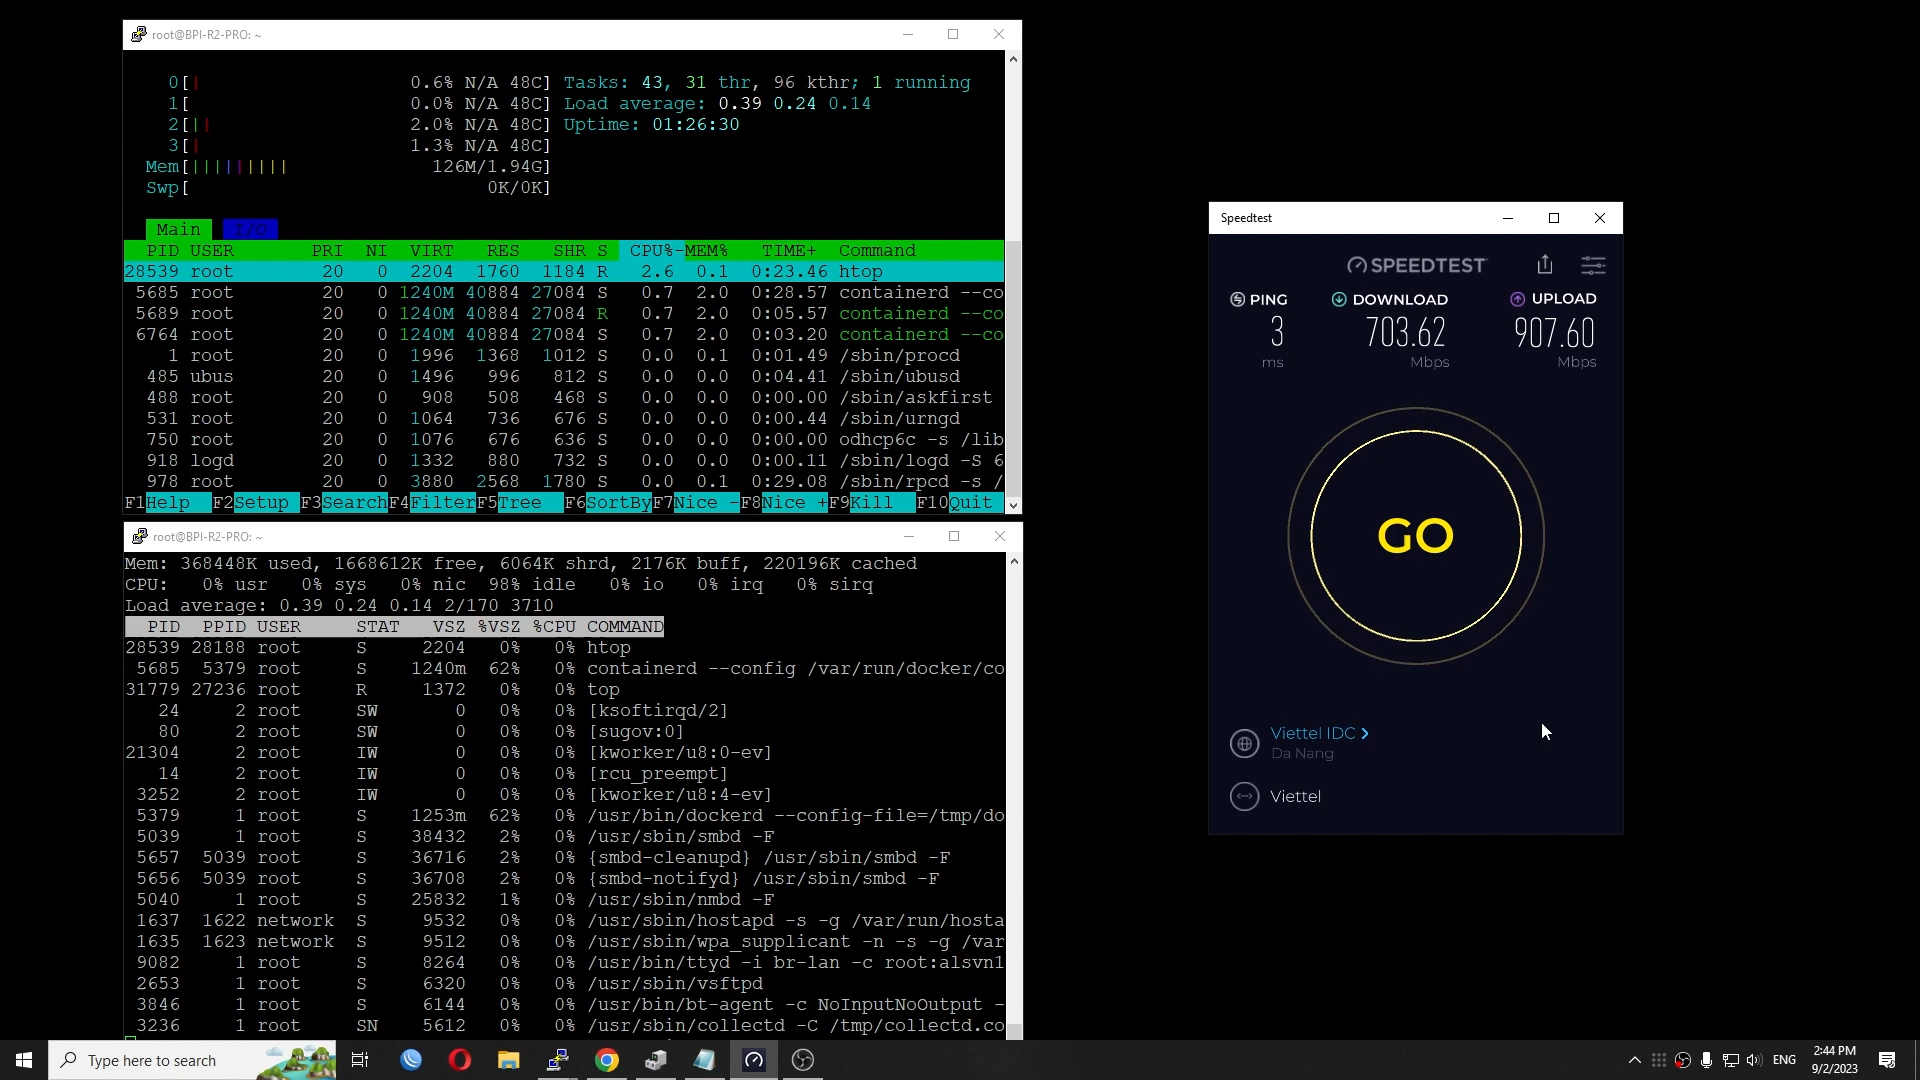 root@BPI-R2-PRO: ~
0[| 0.6% N/A 48C] Tasks: 43, 31 thr, 96 kthr; 1 running
1[ 0.0% N/A 48C] Load average: 0.39 0.24 0.14
2[|| 2.0% N/A 48C] Uptime: 01:26:30
3[| 1.3% N/A 48C]
Mem[||||||||| 126M/1.94G]
Swp[ 0K/0K]
Main I/O
PID USER PRI NI VIRT RES SHR S CPU%-MEM% TIME+ Command
28539 root 20 0 2204 1760 1184 R 2.6 0.1 0:23.46 htop
5685 root 20 0 1240M 40884 27084 S 0.7 2.0 0:28.57 containerd --co
5689 root 20 0 1240M 40884 27084 R 0.7 2.0 0:05.57 containerd --co
6764 root 20 0 1240M 40884 27084 S 0.7 2.0 0:03.20 containerd --co
1 root 20 0 1996 1368 1012 S 0.0 0.1 0:01.49 /sbin/procd
485 ubus 20 0 1496 996 812 S 0.0 0.0 0:04.41 /sbin/ubusd
488 root 20 0 908 508 468 S 0.0 0.0 0:00.00 /sbin/askfirst
531 root 20 0 1064 736 676 S 0.0 0.0 0:00.44 /sbin/urngd
750 root 20 0 1076 676 636 S 0.0 0.0 0:00.00 odhcp6c -s /lib
918 logd 20 0 1332 880 732 S 0.0 0.0 0:00.11 /sbin/logd -S 6
978 root 20 0 3880 2568 1780 S 0.0 0.1 0:29.08 /sbin/rpcd -s /
F1Help F2Setup F3SearchF4FilterF5Tree F6SortByF7Nice -F8Nice +F9Kill F10Quit
root@BPI-R2-PRO: ~
Mem: 368448K used, 1668612K free, 6064K shrd, 2176K buff, 220196K cached
CPU: 0% usr 0% sys 0% nic 98% idle 0% io 0% irq 0% sirq
Load average: 0.39 0.24 0.14 2/170 3710
PID PPID USER STAT VSZ %VSZ %CPU COMMAND
28539 28188 root S 2204 0% 0% htop
5685 5379 root S 1240m 62% 0% containerd --config /var/run/docker/co
31779 27236 root R 1372 0% 0% top
24 2 root SW 0 0% 0% [ksoftirqd/2]
80 2 root SW 0 0% 0% [sugov:0]
21304 2 root IW 0 0% 0% [kworker/u8:0-ev]
14 2 root IW 0 0% 0% [rcu_preempt]
3252 2 root IW 0 0% 0% [kworker/u8:4-ev]
5379 1 root S 1253m 62% 0% /usr/bin/dockerd --config-file=/tmp/do
5039 1 root S 38432 2% 0% /usr/sbin/smbd -F
5657 5039 root S 36716 2% 0% {smbd-cleanupd} /usr/sbin/smbd -F
5656 5039 root S 36708 2% 0% {smbd-notifyd} /usr/sbin/smbd -F
5040 1 root S 25832 1% 0% /usr/sbin/nmbd -F
1637 1622 network S 9532 0% 0% /usr/sbin/hostapd -s -g /var/run/hosta
1635 1623 network S 9512 0% 0% /usr/sbin/wpa_supplicant -n -s -g /var
9082 1 root S 8264 0% 0% /usr/bin/ttyd -i br-lan -c root:alsvn1
2653 1 root S 6320 0% 0% /usr/sbin/vsftpd
3846 1 root S 6144 0% 0% /usr/bin/bt-agent -c NoInputNoOutput -
3236 1 root SN 5612 0% 0% /usr/sbin/collectd -C /tmp/collectd.co
Speedtest
SPEEDTEST
PING DOWNLOAD UPLOAD
3 703.62 907.60
ms Mbps Mbps
GO
Viettel IDC
Da Nang
Viettel
Type here to search
ENG
2:44 PM
9/2/2023